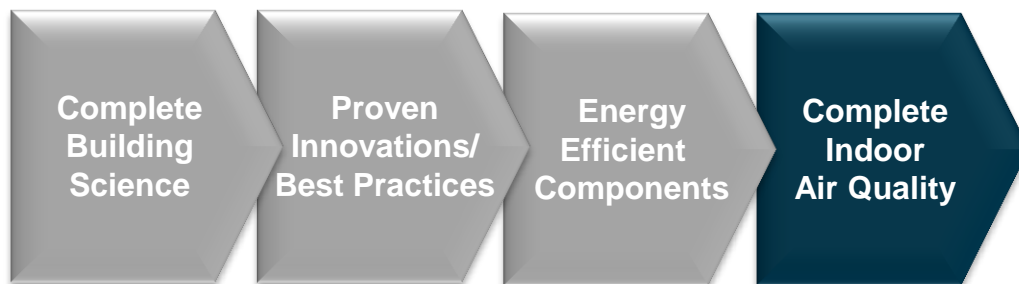 Complete
Building
Science
Proven
Innovations/
Best Practices
Energy
Efficient
Components
Complete
Indoor
Air Quality